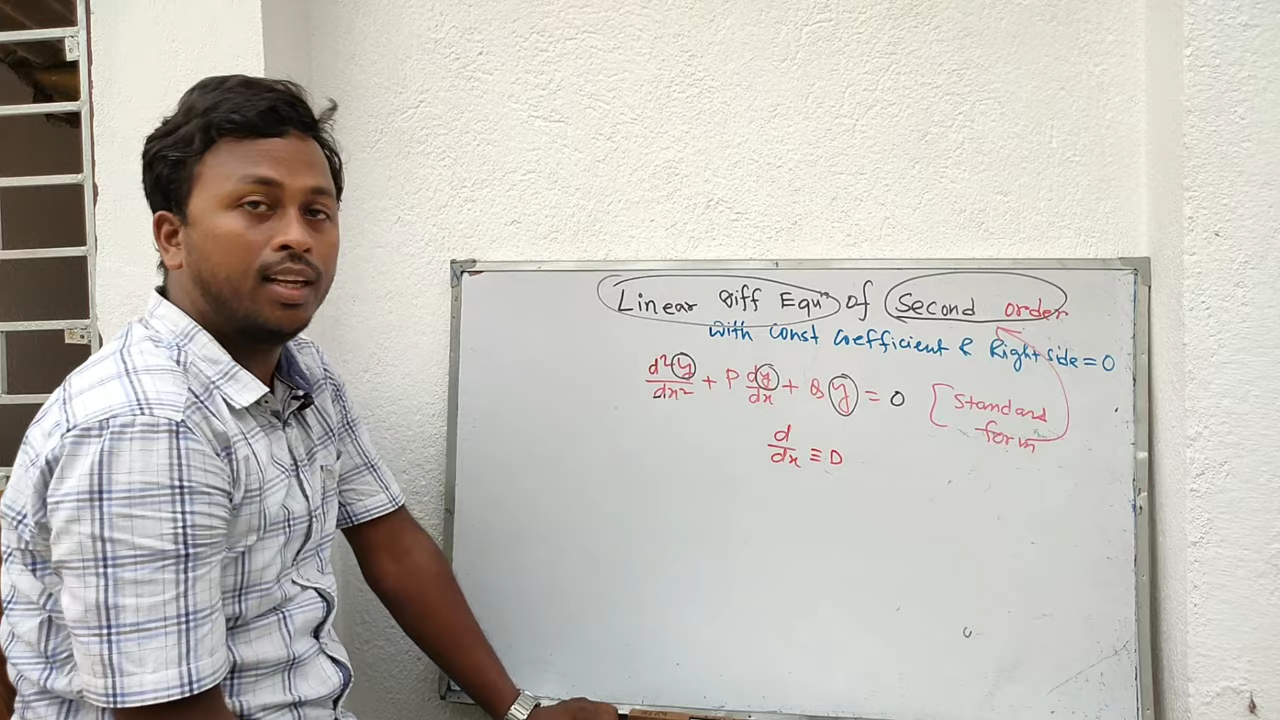 Linear Diff Equⁿ of Second order
with const coefficient & Right side = 0
d²y/dx² + P dy/dx + Q y = 0 [Standard form
d/dx ≡ D